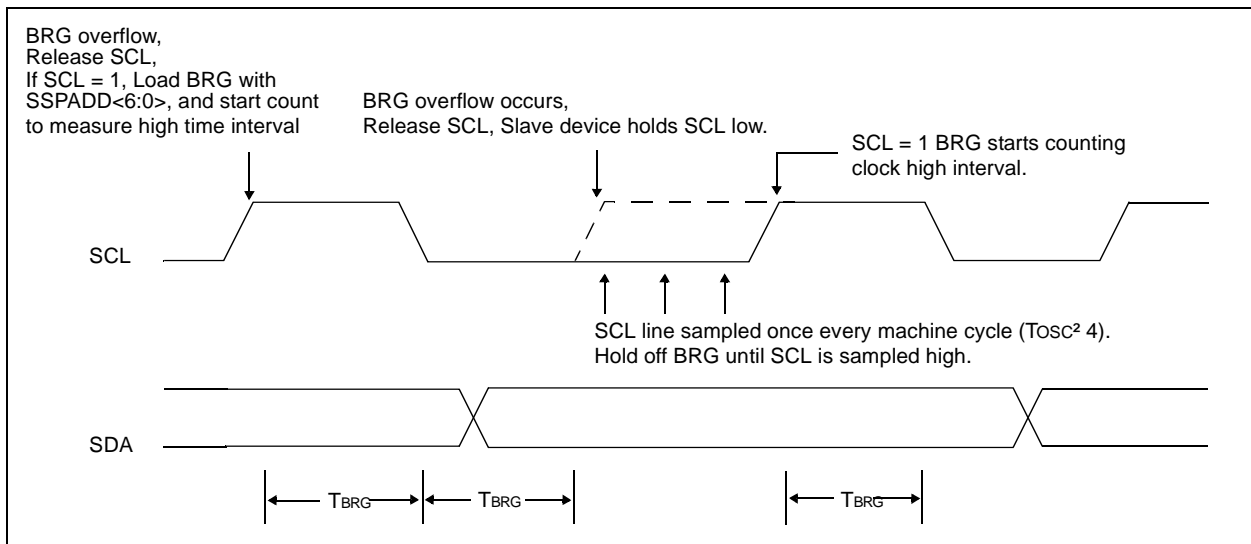 BRG overflow,
Release SCL,
If SCL = 1, Load BRG with
SSPADD<6:0>, and start count
to measure high time interval
BRG overflow occurs,
Release SCL, Slave device holds SCL low.
SCL = 1 BRG starts counting
clock high interval.
SCL
SCL line sampled once every machine cycle (TOSC² 4).
Hold off BRG until SCL is sampled high.
SDA
TBRG
TBRG
TBRG